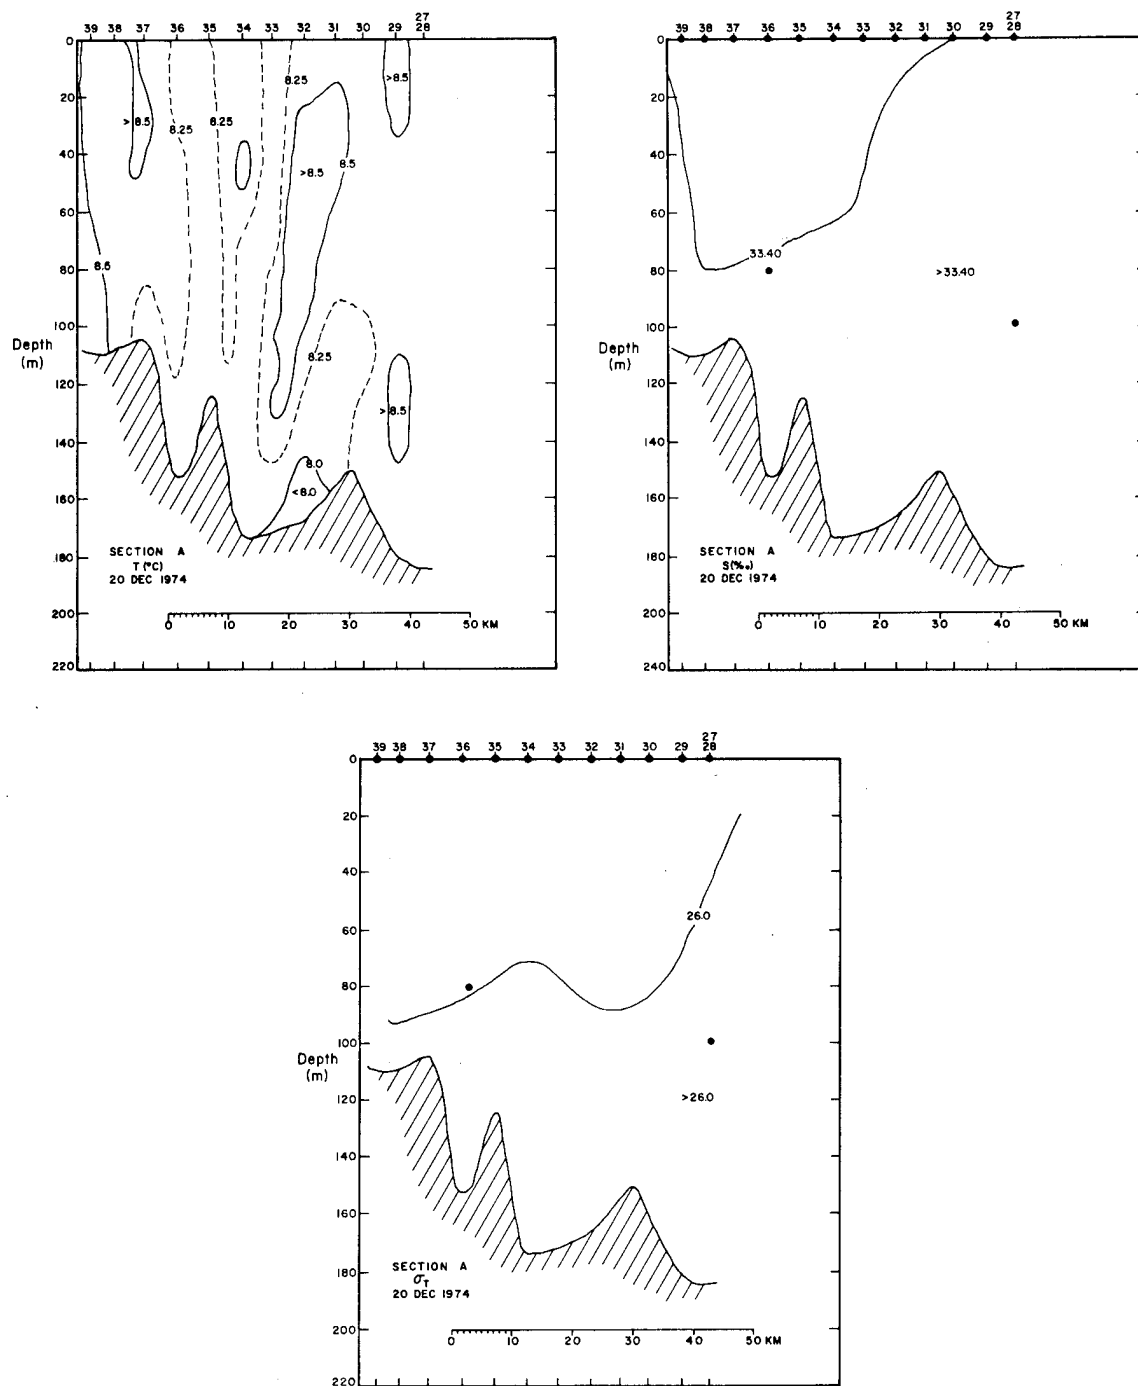 27
39 38 37 36 35 34 33 32 31 30 29 28
0
20
40
60
80
100
120
140
160
180
200
220
Depth
(m)
>8.5
8.25
8.25
8.25
>8.5
8.5
>8.5
8.5
8.25
>8.5
8.0
<8.0
SECTION A
T (°C)
20 DEC 1974
0 10 20 30 40 50 KM
27
39 38 37 36 35 34 33 32 31 30 29 28
0
20
40
60
80
100
120
140
160
180
200
240
Depth
(m)
33.40
>33.40
SECTION A
S(‰)
20 DEC 1974
0 10 20 30 40 50 KM
27
39 38 37 36 35 34 33 32 31 30 29 28
0
20
40
60
80
100
120
140
160
180
200
220
Depth
(m)
26.0
>26.0
SECTION A
σT
20 DEC 1974
0 10 20 30 40 50 KM